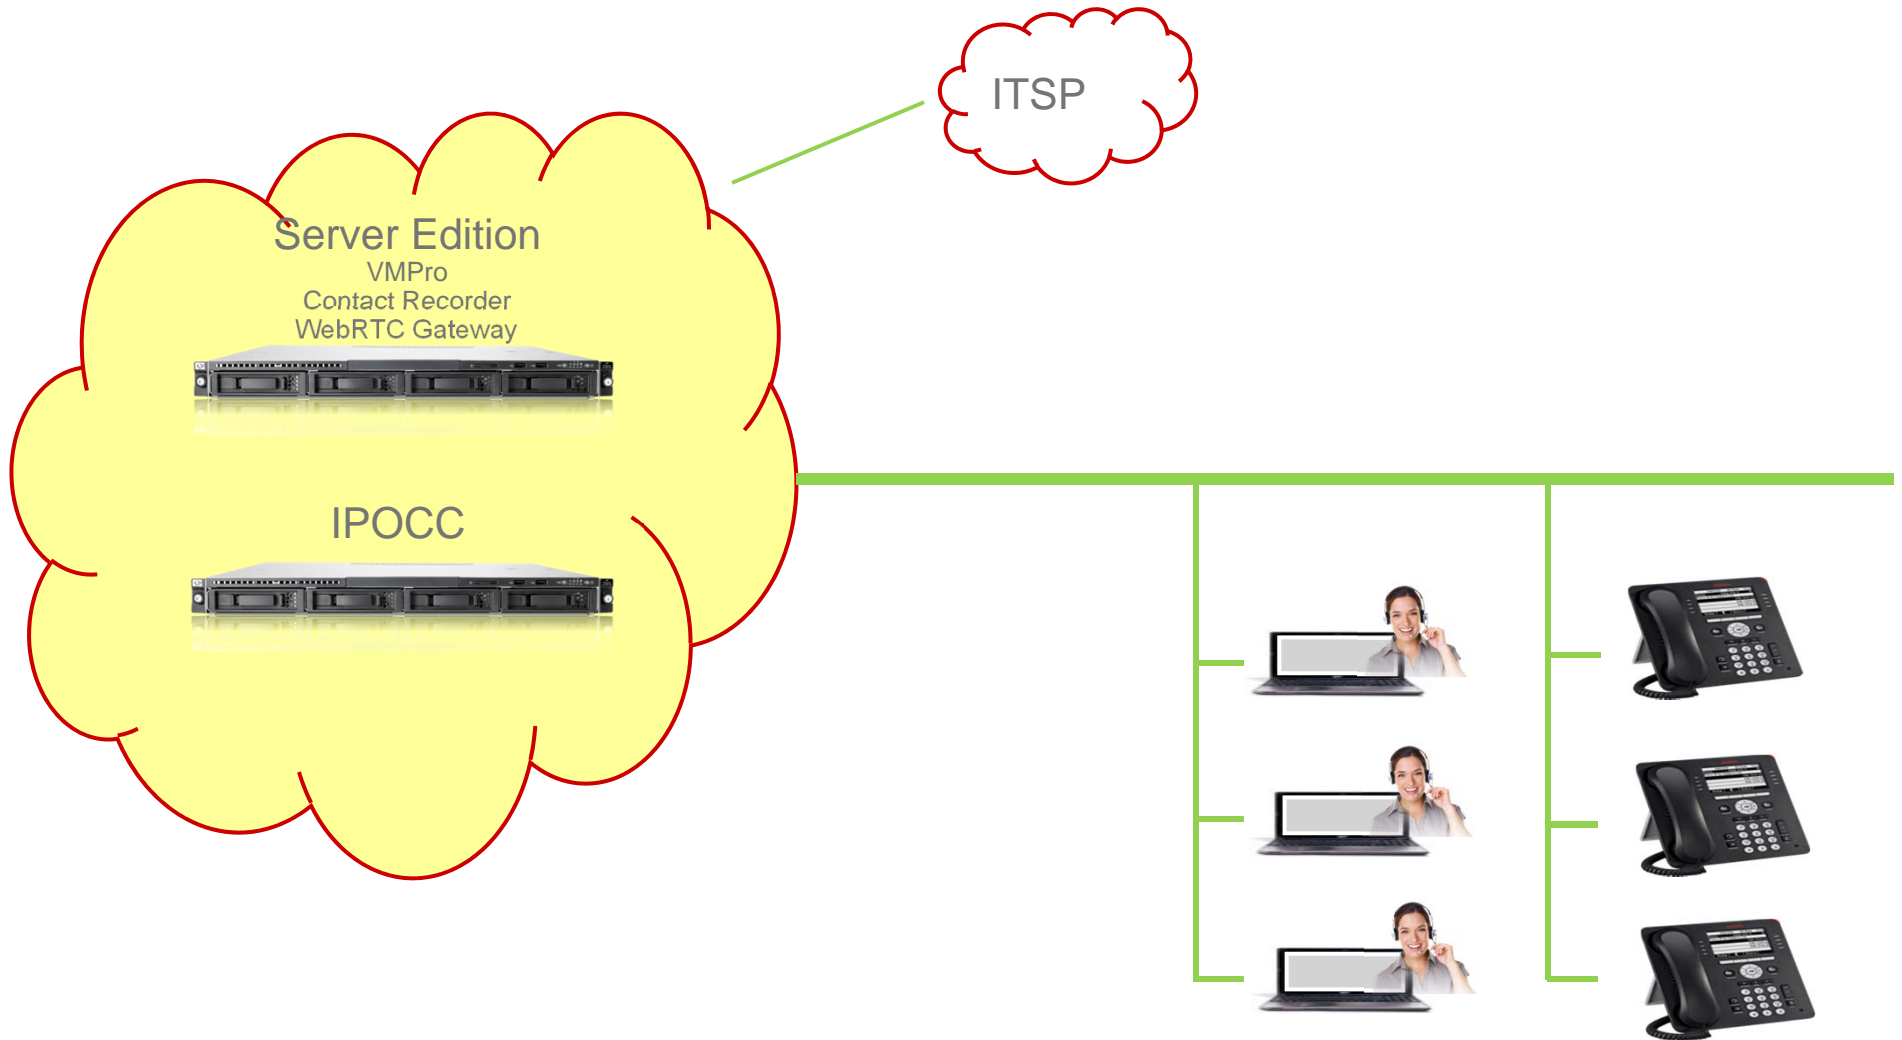 ITSP
Server Edition
VMPro
Contact Recorder
WebRTC Gateway
IPOCC